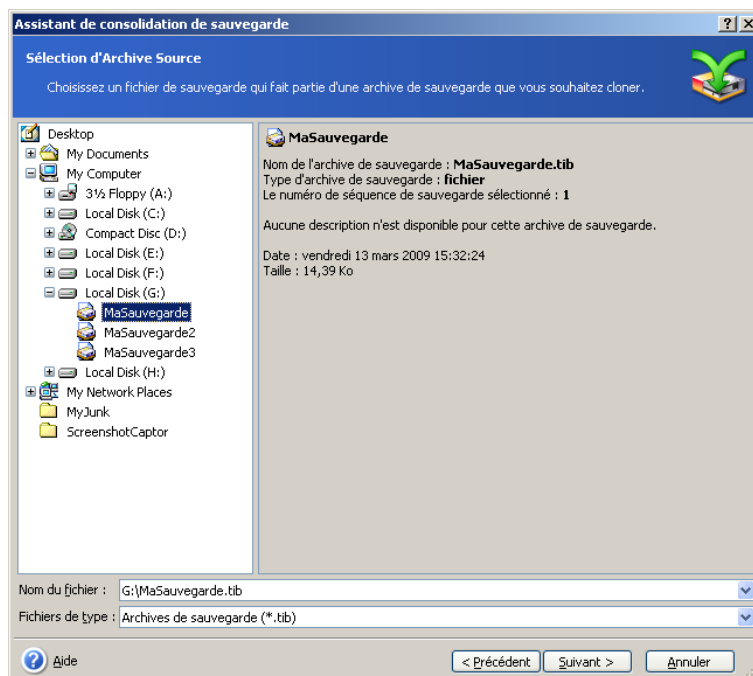 Assistant de consolidation de sauvegarde
Sélection d'Archive Source
Choisissez un fichier de sauvegarde qui fait partie d'une archive de sauvegarde que vous souhaitez cloner.
Desktop
My Documents
My Computer
3½ Floppy (A:)
Local Disk (C:)
Compact Disc (D:)
Local Disk (E:)
Local Disk (F:)
Local Disk (G:)
MaSauvegarde
MaSauvegarde2
MaSauvegarde3
Local Disk (H:)
My Network Places
MyJunk
ScreenshotCaptor
MaSauvegarde
Nom de l'archive de sauvegarde : MaSauvegarde.tib
Type d'archive de sauvegarde : fichier
Le numéro de séquence de sauvegarde sélectionné : 1
Aucune description n'est disponible pour cette archive de sauvegarde.
Date : vendredi 13 mars 2009 15:32:24
Taille : 14,39 Ko
Nom du fichier : G:\MaSauvegarde.tib
Fichiers de type : Archives de sauvegarde (*.tib)
Aide
< Précédent
Suivant >
Annuler